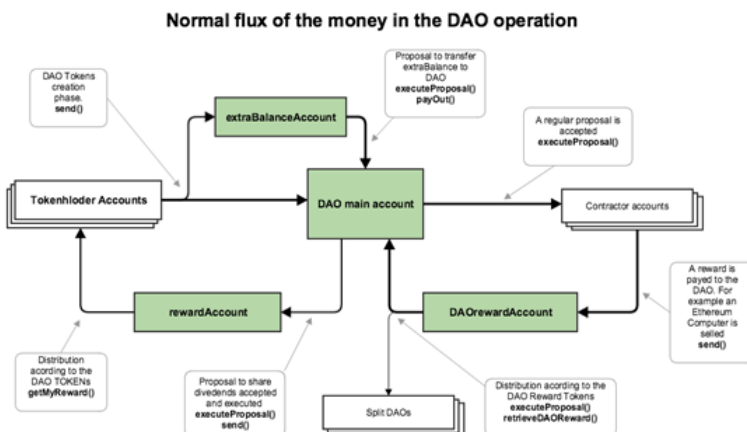 Normal flux of the money in the DAO operation
DAO Tokens
creation
phase.
send()
Proposal to transfer
extraBalance to
DAO
executeProposal()
payOut()
extraBalanceAccount
A regular proposal is
accepted
executeProposal()
Tokenhloder Accounts
DAO main account
Contractor accounts
rewardAccount
DAOrewardAccount
A reward is
payed to the
DAO. For
example an
Ethereum
Computer is
selled
send()
Distribution
acording to the
DAO TOKENs
getMyReward()
Proposal to share
dividends accepted
and executed
executeProposal()
send()
Split DAOs
Distribution acording to the
DAO Reward Tokens
executeProposal()
retrieveDAOReward()